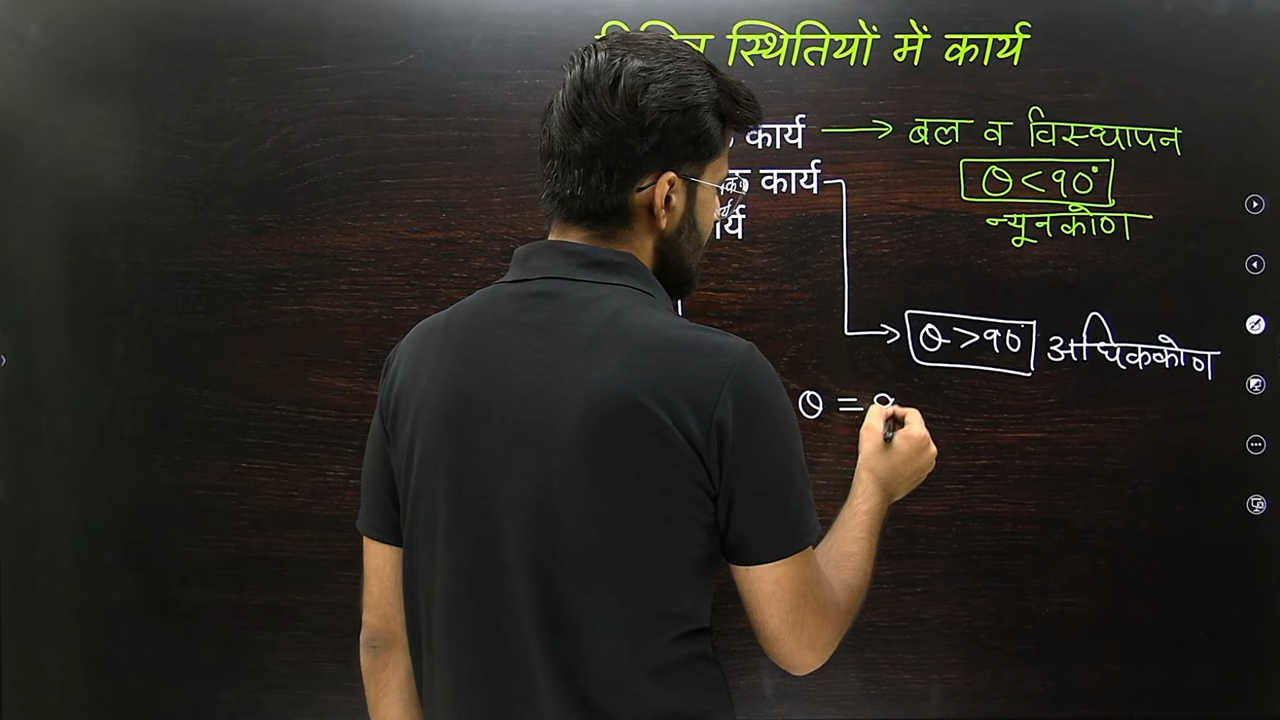 स्थितियों में कार्य
कार्य → बल व विस्थापन
θ < 90°
कार्य
न्यूनकोण
θ > 90° अधिककोण
θ =